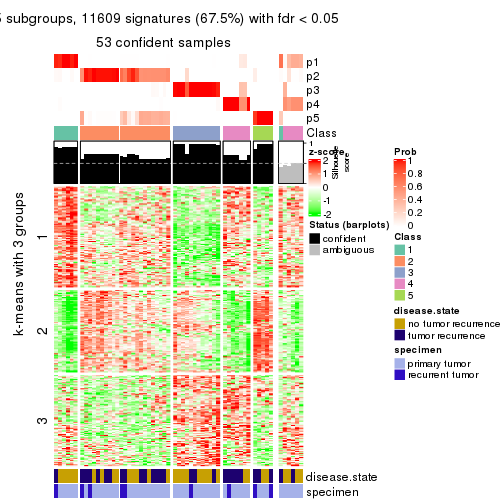 5 subgroups, 11609 signatures (67.5%) with fdr < 0.05
53 confident samples
p1
p2
p3
p4
p5
Class
1
Silhouette
score
z-score
2
1
0
-1
-2
Status (barplots)
confident
ambiguous
Prob
1
0.8
0.6
0.4
0.2
0
Class
1
2
3
4
5
disease.state
no tumor recurrence
tumor recurrence
specimen
primary tumor
recurrent tumor
k-means with 3 groups
1
2
3
disease.state
specimen